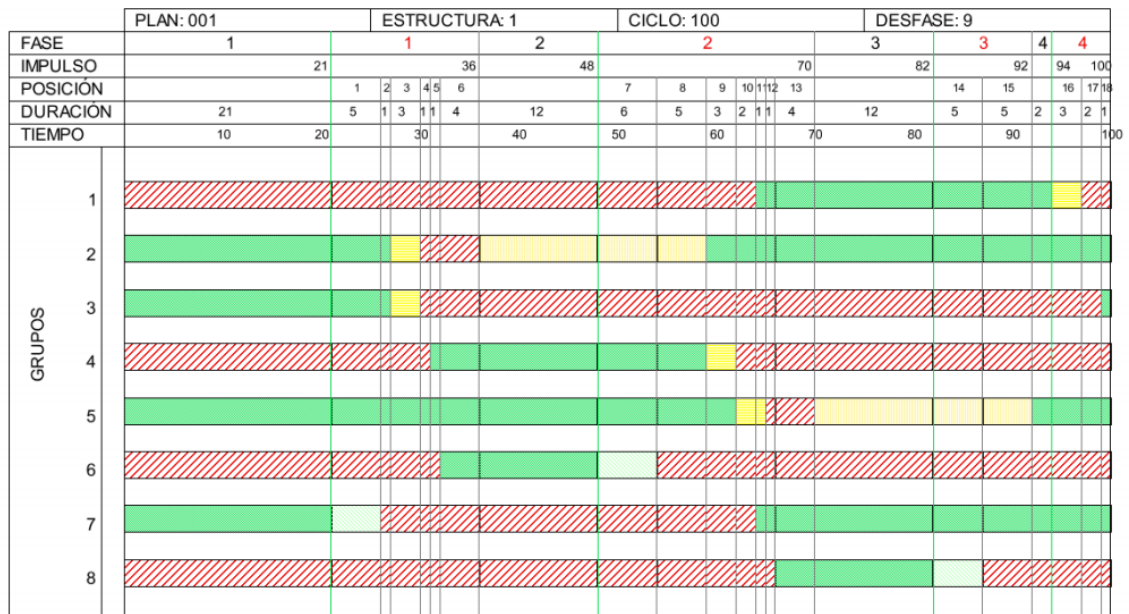 PLAN: 001 ESTRUCTURA: 1 CICLO: 100 DESFASE: 9
FASE 1 1 2 2 3 3 4 4
IMPULSO 21 36 48 70 82 92 94 100
POSICIÓN 1 2 3 4 5 6 7 8 9 10 11 12 13 14 15 16 17 18
DURACIÓN 21 5 1 3 1 1 4 12 6 5 3 2 1 1 4 12 5 5 2 3 2 1
TIEMPO 10 20 30 40 50 60 70 80 90 100
GRUPOS
1
2
3
4
5
6
7
8